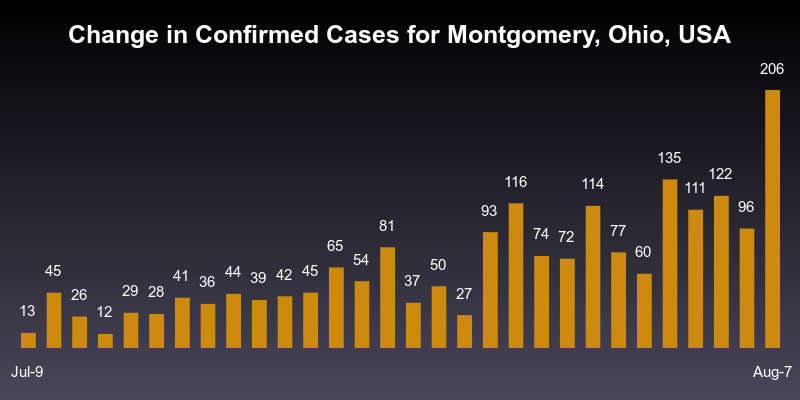 Change in Confirmed Cases for Montgomery, Ohio, USA
13 45 26 12 29 28 41 36 44 39 42 45 65 54 81 37 50 27 93 116 74 72 114 77 60 135 111 122 96 206
Jul-9 Aug-7